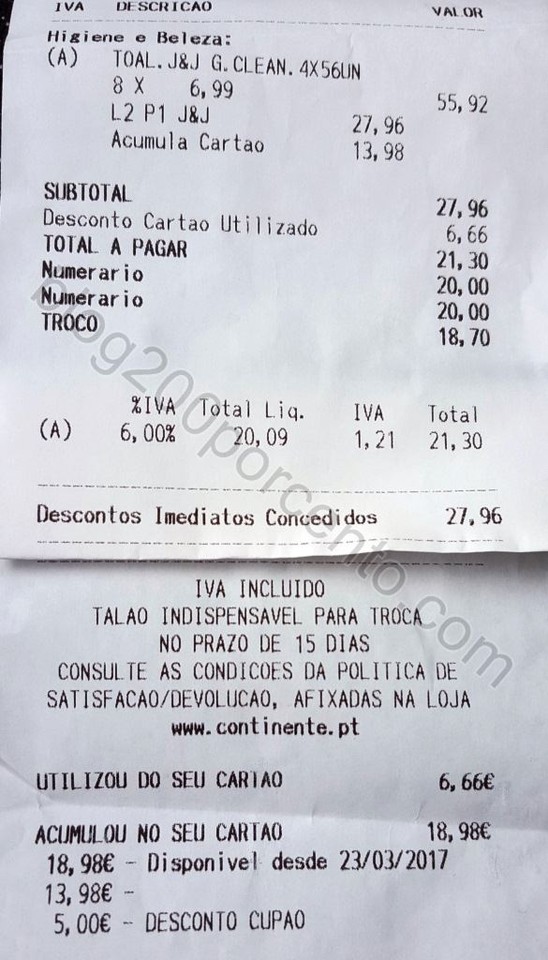 IVA DESCRICAO VALOR
Higiene e Beleza:
(A) TOAL. J&J G.CLEAN. 4X56UN
8 X 6,99 55,92
L2 P1 J&J 27,96
Acumula Cartao 13,98
SUBTOTAL 27,96
Desconto Cartao Utilizado 6,66
TOTAL A PAGAR 21,30
Numerario 20,00
Numerario 20,00
TROCO 18,70
%IVA Total Liq. IVA Total
(A) 6,00% 20,09 1,21 21,30
Descontos Imediatos Concedidos 27,96
IVA INCLUIDO
TALAO INDISPENSAVEL PARA TROCA
NO PRAZO DE 15 DIAS
CONSULTE AS CONDICOES DA POLITICA DE
SATISFACAO/DEVOLUCAO, AFIXADAS NA LOJA
www.continente.pt
UTILIZOU DO SEU CARTAO 6,66€
ACUMULOU NO SEU CARTAO 18,98€
18,98€ - Disponivel desde 23/03/2017
13,98€ -
5,00€ - DESCONTO CUPAO
blog200porcento.com